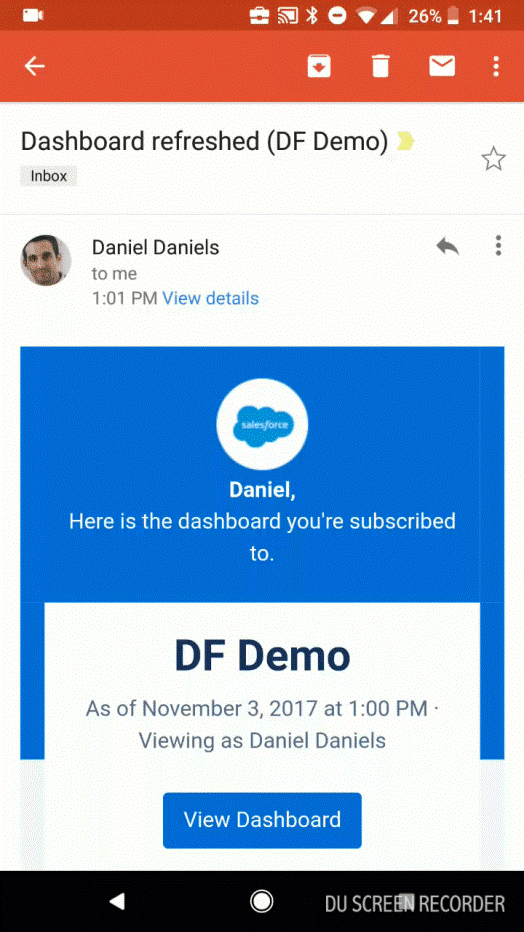 26% 1:41
Dashboard refreshed (DF Demo)
Inbox
Daniel Daniels
to me
1:01 PM View details
salesforce
Daniel,
Here is the dashboard you're subscribed
to.
DF Demo
As of November 3, 2017 at 1:00 PM ·
Viewing as Daniel Daniels
View Dashboard
DU SCREEN RECORDER